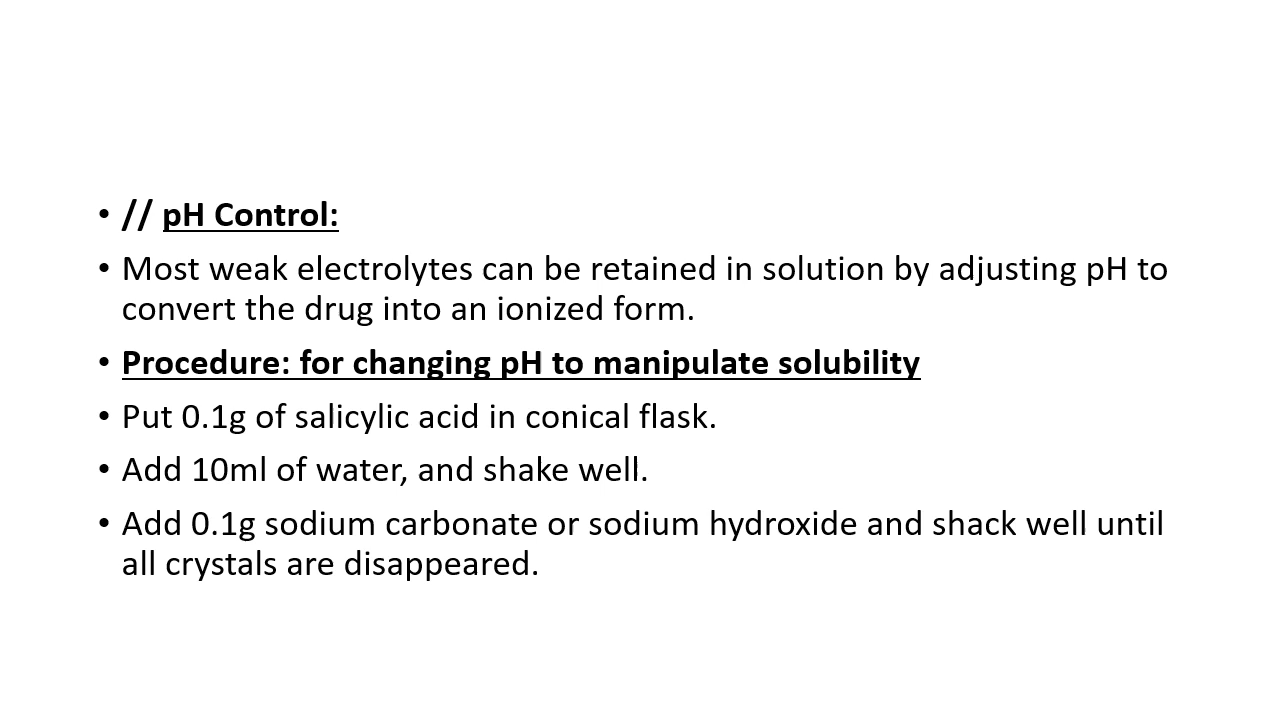 • // pH Control:
• Most weak electrolytes can be retained in solution by adjusting pH to
convert the drug into an ionized form.
• Procedure: for changing pH to manipulate solubility
• Put 0.1g of salicylic acid in conical flask.
• Add 10ml of water, and shake well.
• Add 0.1g sodium carbonate or sodium hydroxide and shack well until
all crystals are disappeared.